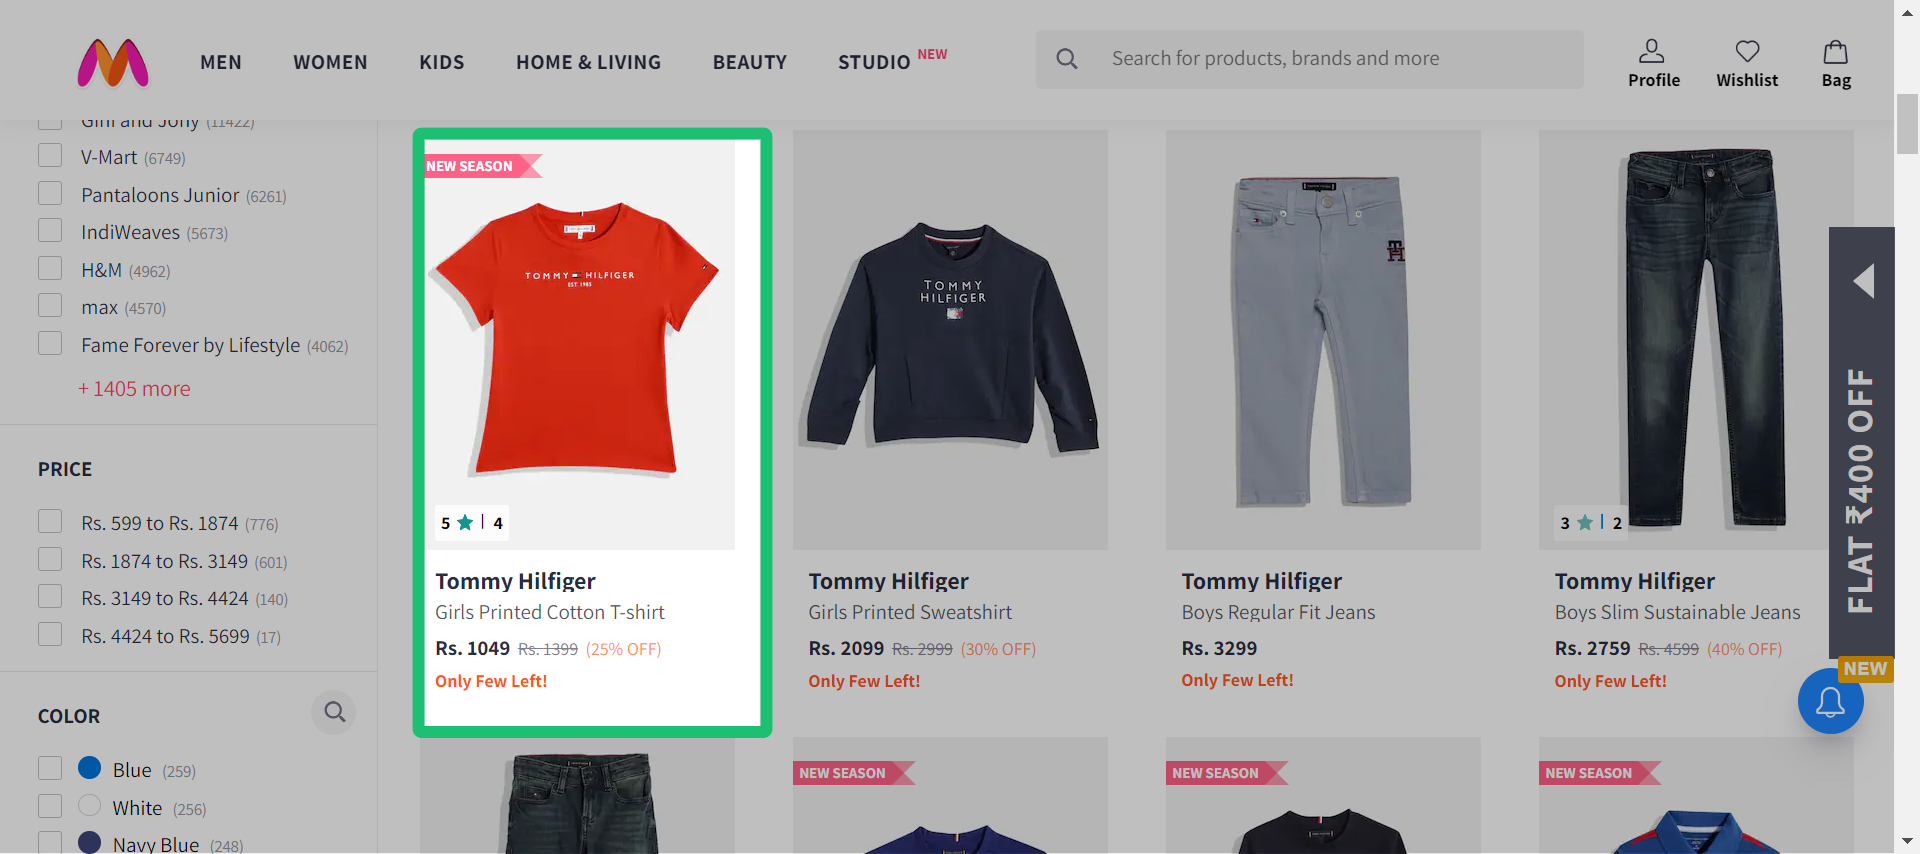 MEN
WOMEN
KIDS
HOME & LIVING
BEAUTY
STUDIO NEW
Search for products, brands and more
Profile
Wishlist
Bag
Gini and Jony (11422)
V-Mart (6749)
Pantaloons Junior (6261)
IndiWeaves (5673)
H&M (4962)
max (4570)
Fame Forever by Lifestyle (4062)
+ 1405 more
PRICE
Rs. 599 to Rs. 1874 (776)
Rs. 1874 to Rs. 3149 (601)
Rs. 3149 to Rs. 4424 (140)
Rs. 4424 to Rs. 5699 (17)
COLOR
Blue (259)
White (256)
Navy Blue (248)
NEW SEASON
TOMMY HILFIGER
EST. 1985
5 | 4
Tommy Hilfiger
Girls Printed Cotton T-shirt
Rs. 1049 Rs. 1399 (25% OFF)
Only Few Left!
TOMMY
HILFIGER
Tommy Hilfiger
Girls Printed Sweatshirt
Rs. 2099 Rs. 2999 (30% OFF)
Only Few Left!
TH
Tommy Hilfiger
Boys Regular Fit Jeans
Rs. 3299
Only Few Left!
3 | 2
Tommy Hilfiger
Boys Slim Sustainable Jeans
Rs. 2759 Rs. 4599 (40% OFF)
Only Few Left!
FLAT ₹400 OFF
NEW
NEW SEASON
NEW SEASON
NEW SEASON